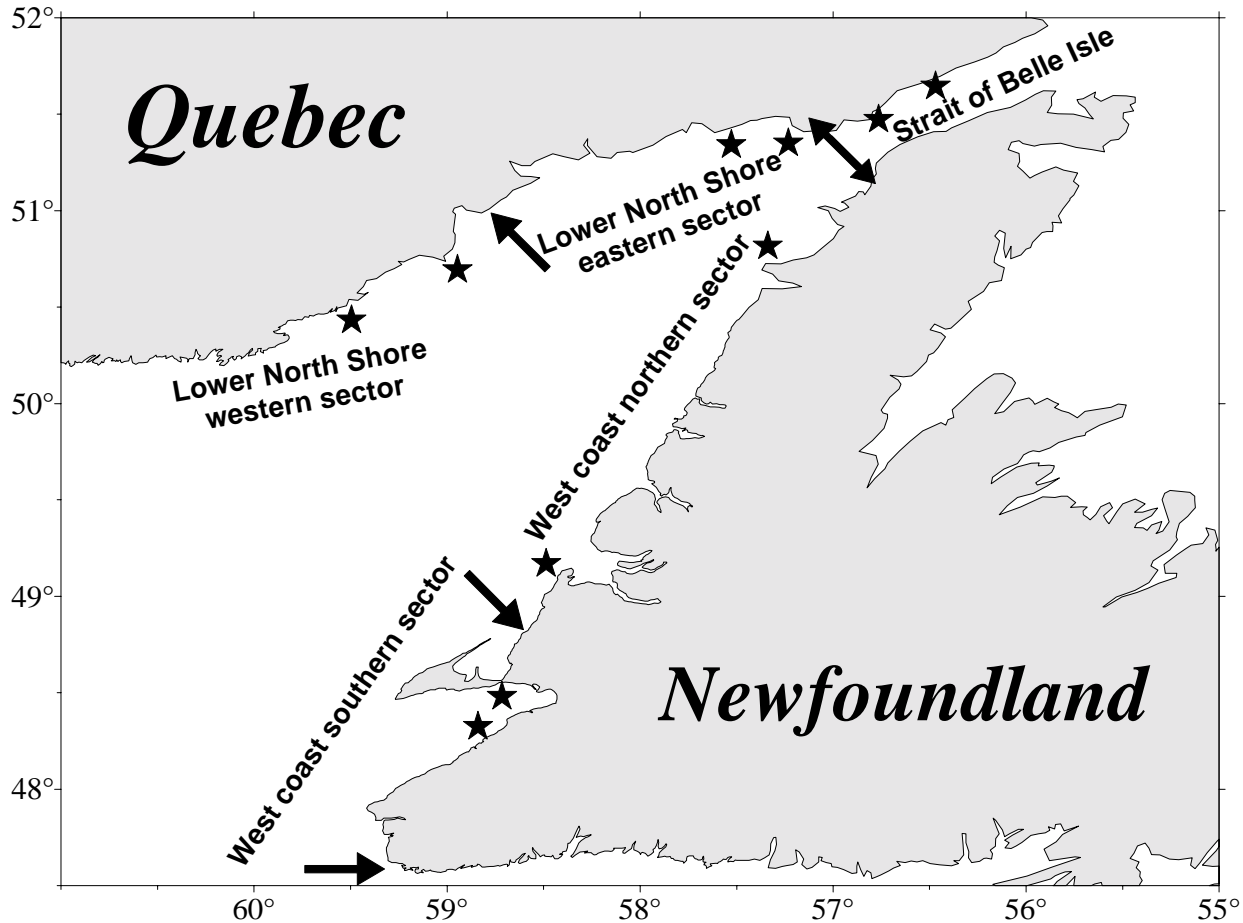 52°
Quebec
Strait of Belle Isle
51°
Lower North Shore
eastern sector
Lower North Shore
western sector
West coast northern sector
50°
49°
West coast southern sector
Newfoundland
48°
60°
59°
58°
57°
56°
55°